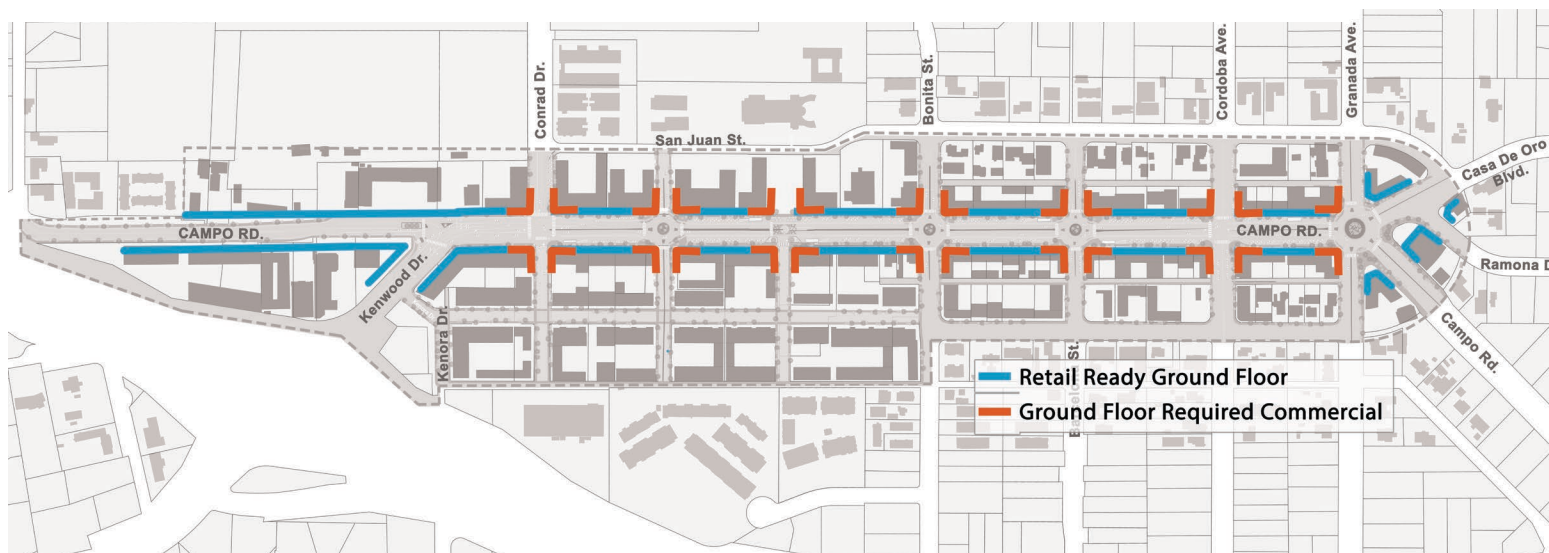 Conrad Dr.
Bonita St.
Cordoba Ave.
Granada Ave.
San Juan St.
Casa De Oro
Blvd.
CAMPO RD.
CAMPO RD.
Kenwood Dr.
Ramona D
Kenora Dr.
Campo Rd.
St.
Retail Ready Ground Floor
Ground Floor Required Commercial